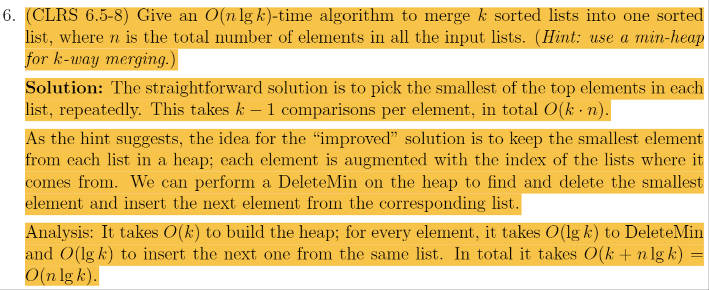 6. (CLRS 6.5-8) Give an O(n lg k)-time algorithm to merge k sorted lists into one sorted
list, where n is the total number of elements in all the input lists. (Hint: use a min-heap
for k-way merging.)
Solution: The straightforward solution is to pick the smallest of the top elements in each
list, repeatedly. This takes k − 1 comparisons per element, in total O(k · n).
As the hint suggests, the idea for the “improved” solution is to keep the smallest element
from each list in a heap; each element is augmented with the index of the lists where it
comes from. We can perform a DeleteMin on the heap to find and delete the smallest
element and insert the next element from the corresponding list.
Analysis: It takes O(k) to build the heap; for every element, it takes O(lg k) to DeleteMin
and O(lg k) to insert the next one from the same list. In total it takes O(k + n lg k) =
O(n lg k).